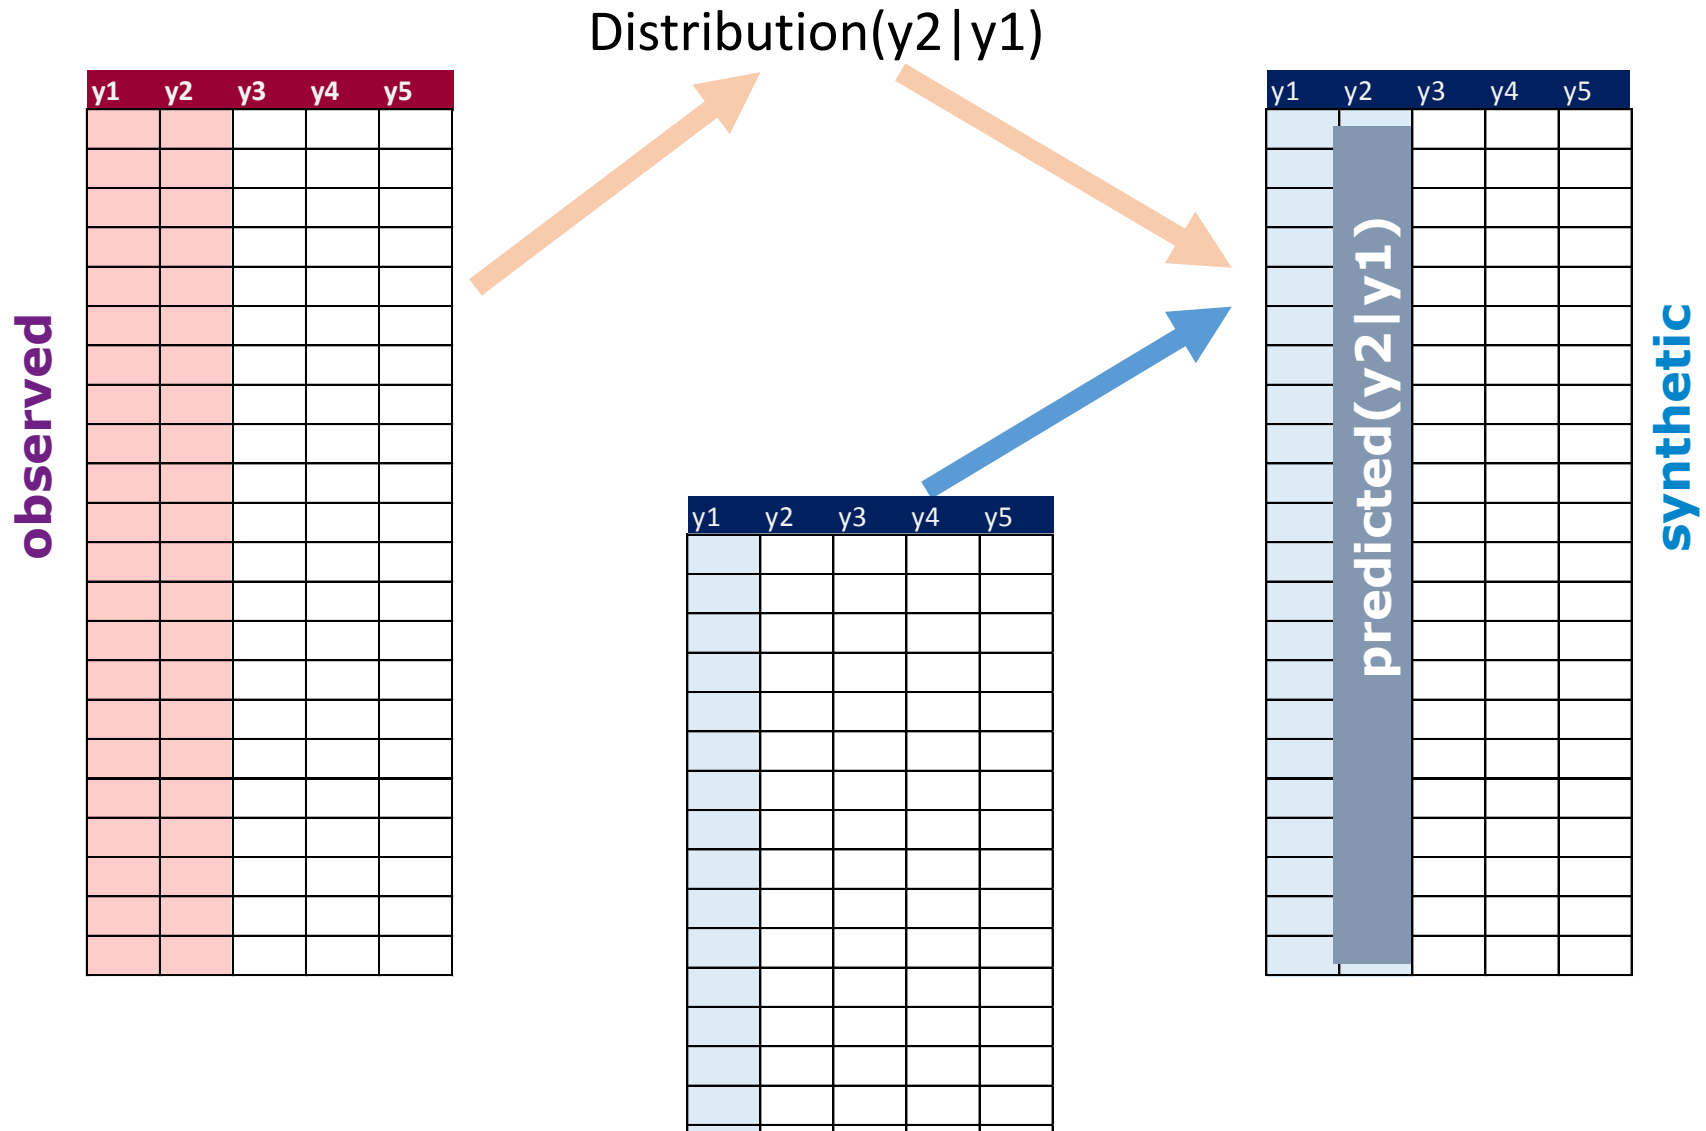 Distribution(y2|y1)
y1 y2 y3 y4 y5
observed
y1 y2 y3 y4 y5
y1 y2 y3 y4 y5
predicted(y2|y1)
synthetic